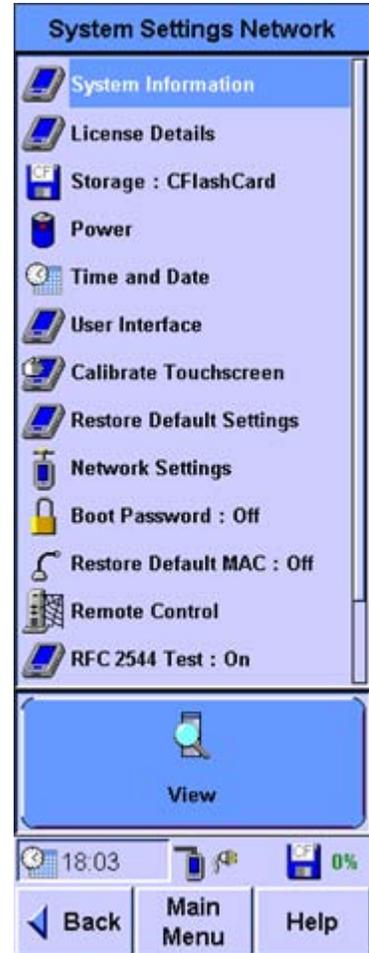 System Settings Network
System Information
License Details
CF
Storage : CFlashCard
Power
Time and Date
User Interface
Calibrate Touchscreen
Restore Default Settings
Network Settings
Boot Password : Off
Restore Default MAC : Off
Remote Control
RFC 2544 Test : On
View
18:03
CF
0%
Back
Main
Menu
Help